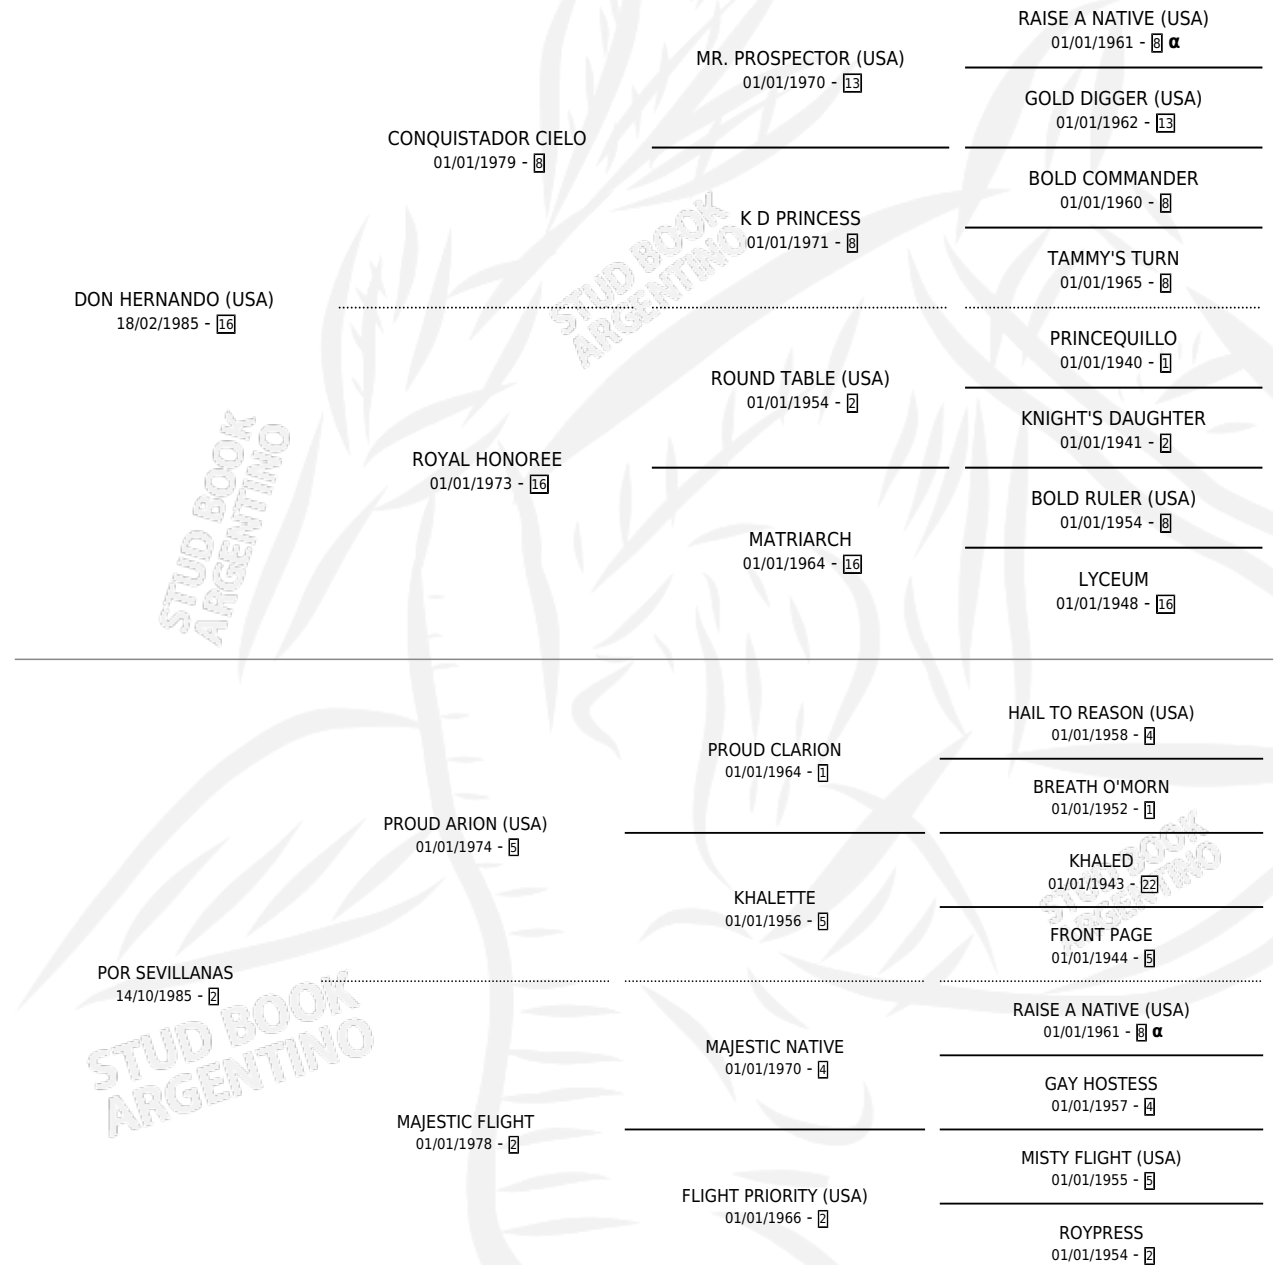 RAISE A NATIVE (USA)
01/01/1961 - 8 α
MR. PROSPECTOR (USA)
01/01/1970 - 13
GOLD DIGGER (USA)
01/01/1962 - 13
CONQUISTADOR CIELO
01/01/1979 - 8
BOLD COMMANDER
01/01/1960 - 8
K D PRINCESS
01/01/1971 - 8
TAMMY'S TURN
01/01/1965 - 8
DON HERNANDO (USA)
18/02/1985 - 16
PRINCEQUILLO
01/01/1940 - 1
ROUND TABLE (USA)
01/01/1954 - 2
KNIGHT'S DAUGHTER
01/01/1941 - 2
ROYAL HONOREE
01/01/1973 - 16
BOLD RULER (USA)
01/01/1954 - 8
MATRIARCH
01/01/1964 - 16
LYCEUM
01/01/1948 - 16
HAIL TO REASON (USA)
01/01/1958 - 4
PROUD CLARION
01/01/1964 - 1
BREATH O'MORN
01/01/1952 - 1
PROUD ARION (USA)
01/01/1974 - 5
KHALED
01/01/1943 - 22
KHALETTE
01/01/1956 - 5
FRONT PAGE
01/01/1944 - 5
POR SEVILLANAS
14/10/1985 - 2
RAISE A NATIVE (USA)
01/01/1961 - 8 α
MAJESTIC NATIVE
01/01/1970 - 4
GAY HOSTESS
01/01/1957 - 4
MAJESTIC FLIGHT
01/01/1978 - 2
MISTY FLIGHT (USA)
01/01/1955 - 5
FLIGHT PRIORITY (USA)
01/01/1966 - 2
ROYPRESS
01/01/1954 - 2
STUD BOOK
ARGENTINO
STUD BOOK
ARGENTINO
STUD BOOK
ARGENTINO
STUD BOOK
ARGENTINO